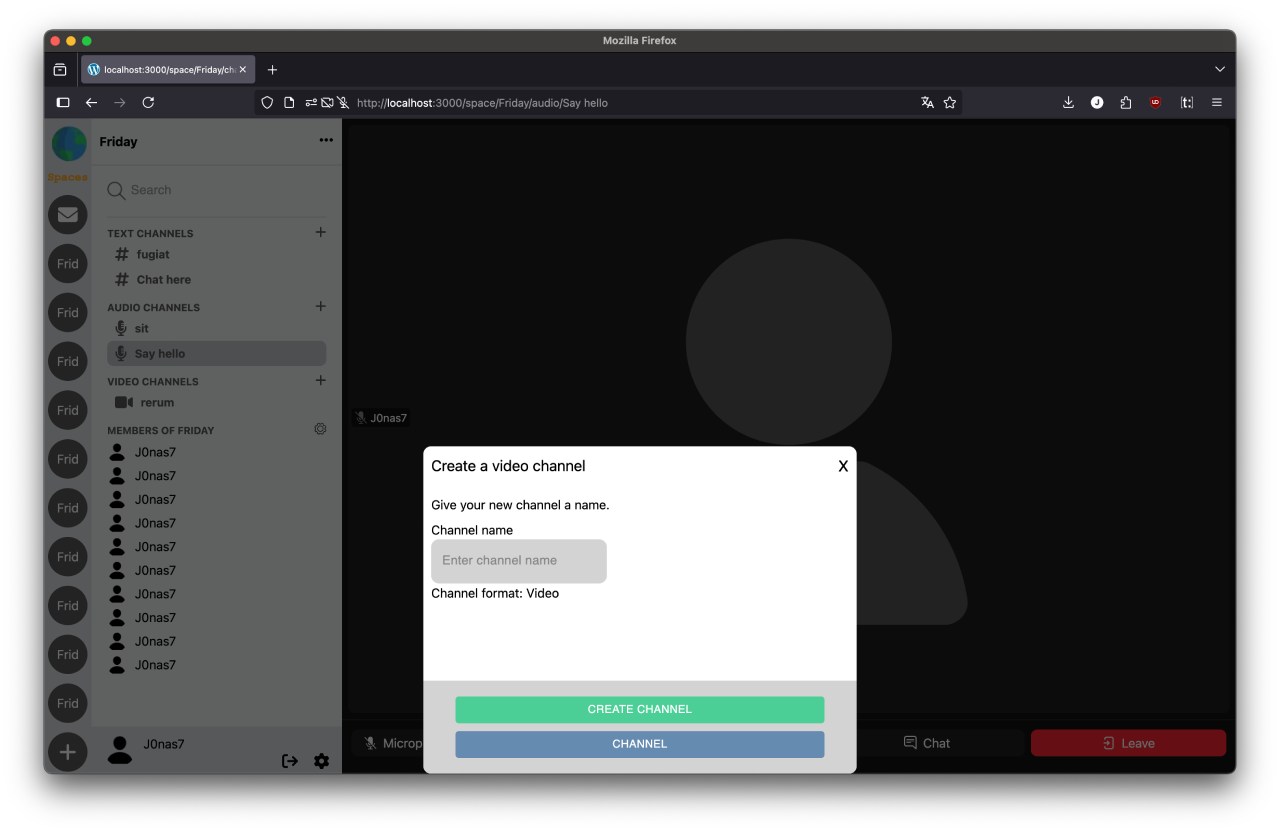 Mozilla Firefox
localhost:3000/space/Friday/ch
http://localhost:3000/space/Friday/audio/Say hello
J
UD
[t:]
Friday
Spaces
Search
TEXT CHANNELS
# fugiat
# Chat here
AUDIO CHANNELS
sit
Say hello
VIDEO CHANNELS
rerum
MEMBERS OF FRIDAY
J0nas7
J0nas7
J0nas7
J0nas7
J0nas7
J0nas7
J0nas7
J0nas7
J0nas7
J0nas7
Frid
Frid
Frid
Frid
Frid
Frid
Frid
Frid
Frid
Frid
J0nas7
J0nas7
Create a video channel X
Give your new channel a name.
Channel name
Enter channel name
Channel format: Video
CREATE CHANNEL
CHANNEL
Microp
Chat
Leave